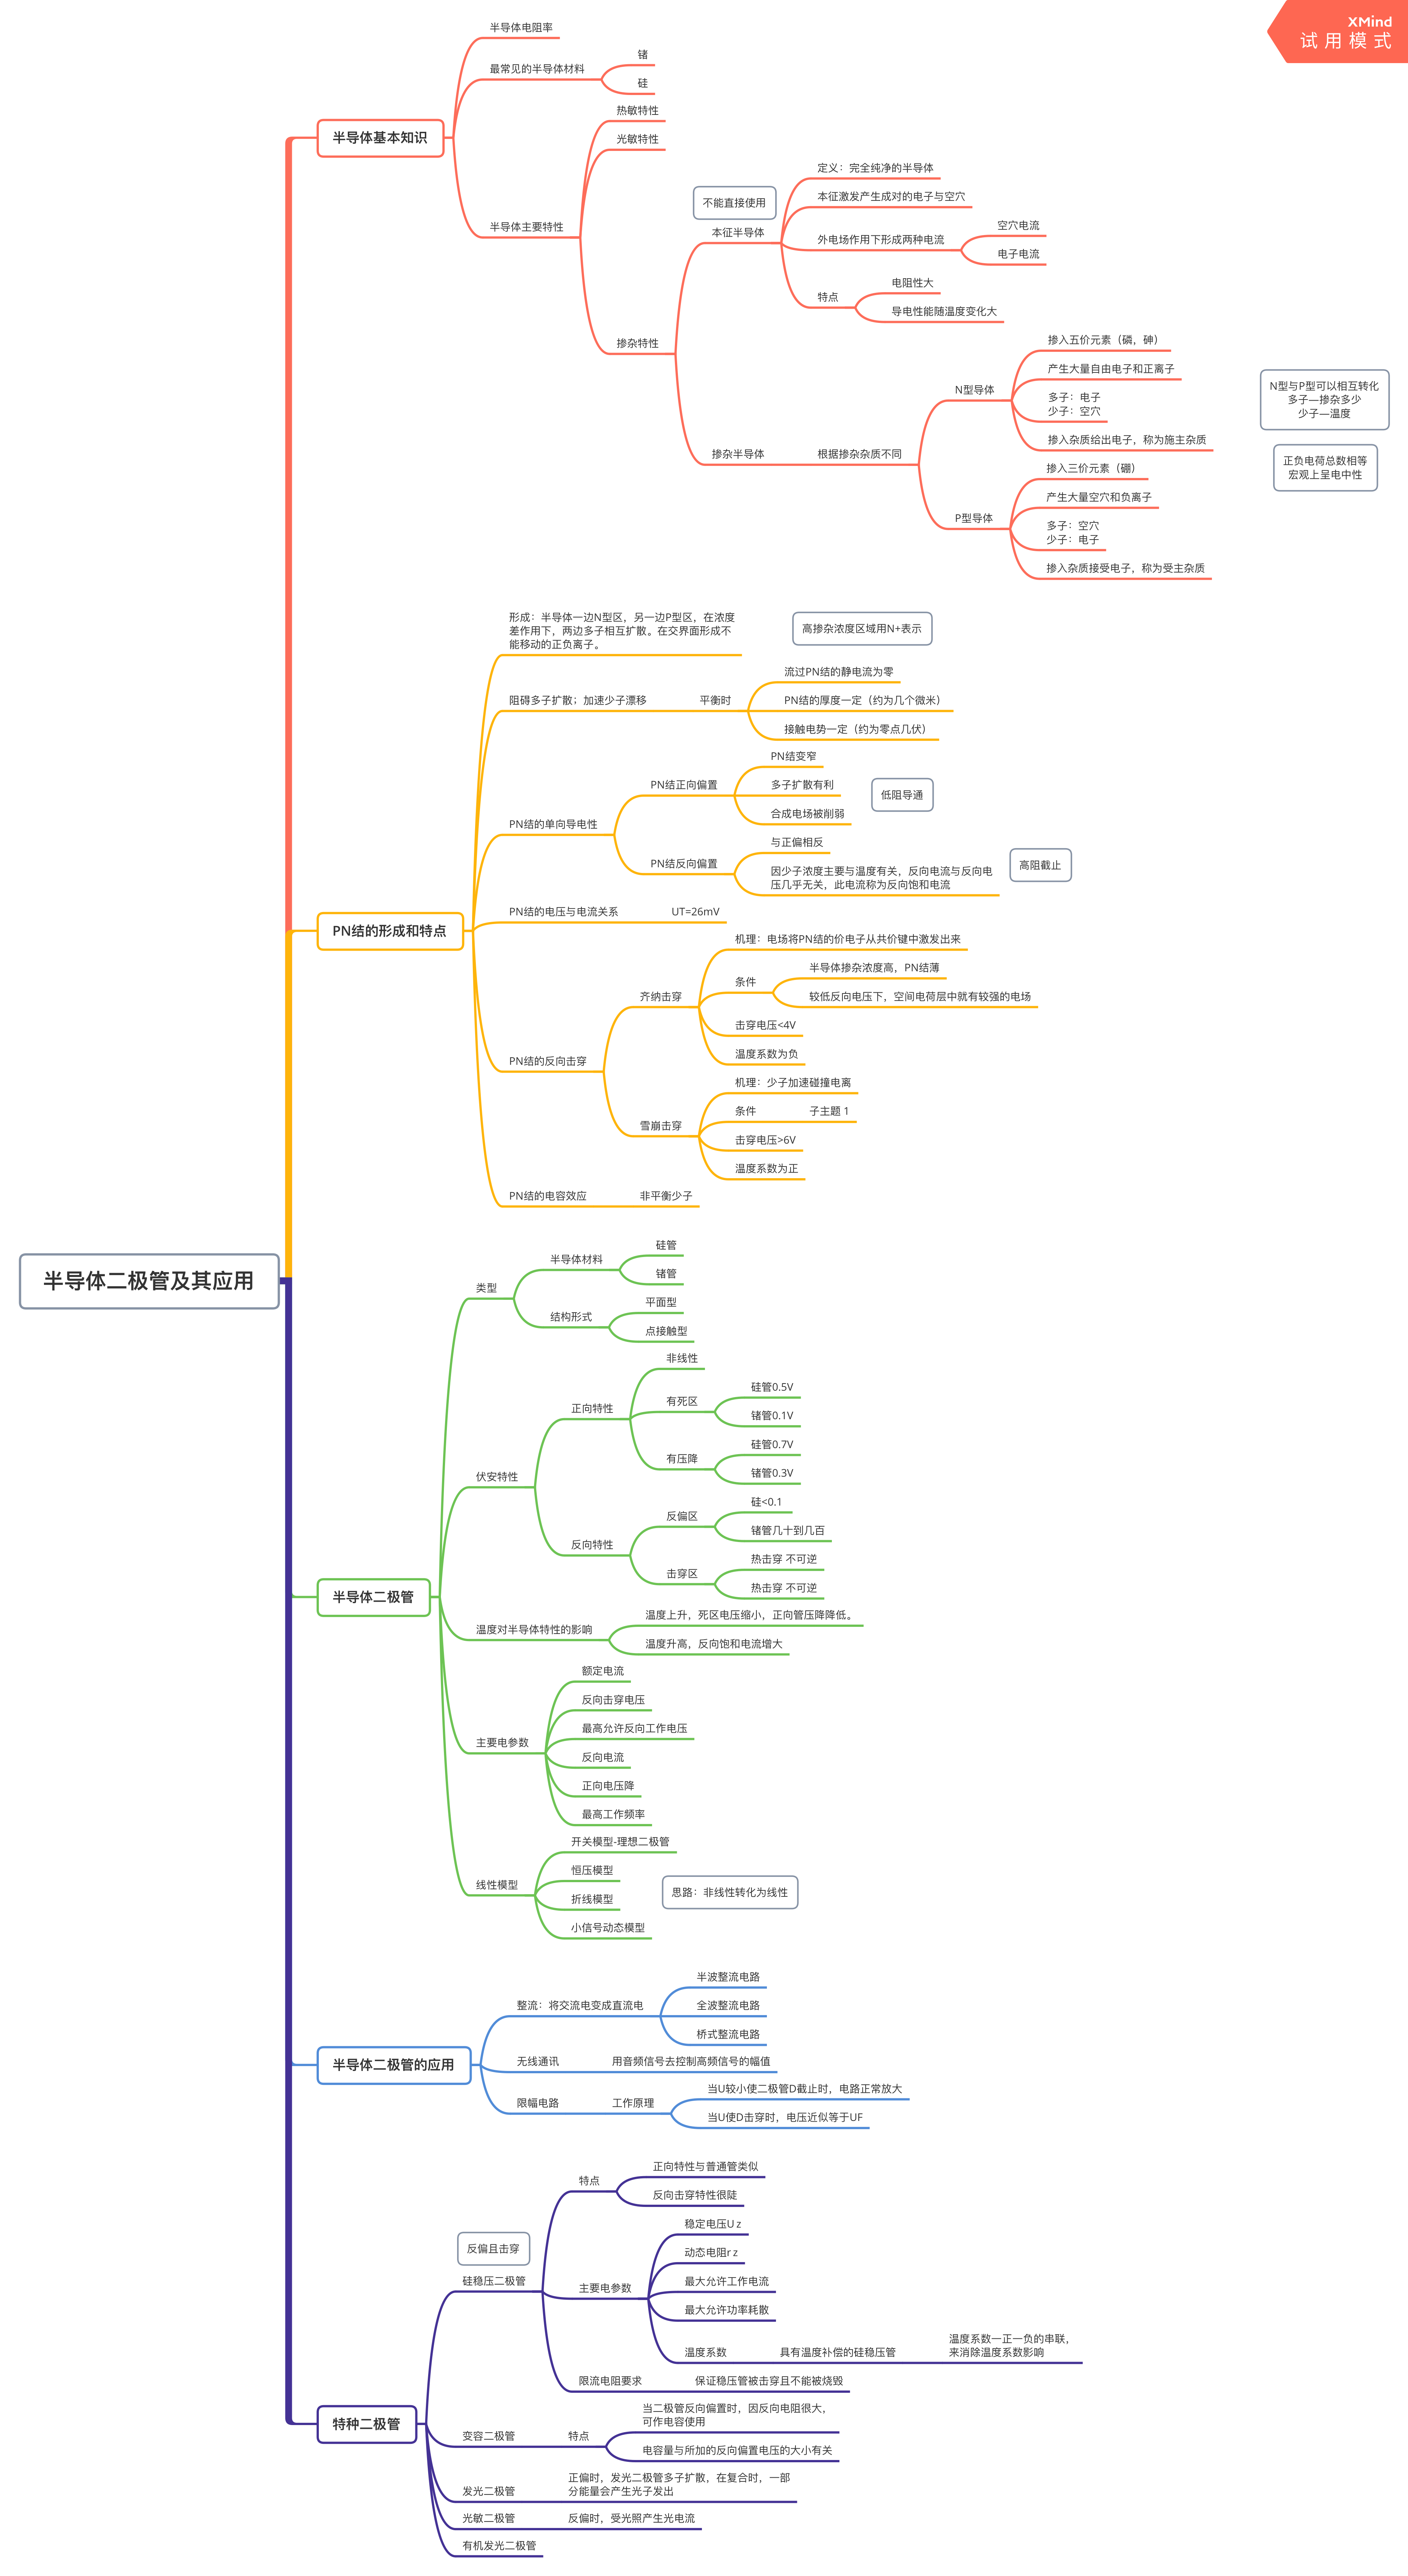 XMind
试用模式
半导体二极管及其应用
半导体基本知识
半导体电阻率
最常见的半导体材料
锗
硅
半导体主要特性
热敏特性
光敏特性
掺杂特性
不能直接使用
本征半导体
定义：完全纯净的半导体
本征激发产生成对的电子与空穴
外电场作用下形成两种电流
空穴电流
电子电流
特点
电阻性大
导电性能随温度变化大
掺杂半导体
根据掺杂杂质不同
N型导体
掺入五价元素（磷，砷）
产生大量自由电子和正离子
多子：电子
少子：空穴
掺入杂质给出电子，称为施主杂质
P型导体
掺入三价元素（硼）
产生大量空穴和负离子
多子：空穴
少子：电子
掺入杂质接受电子，称为受主杂质
N型与P型可以相互转化
多子—掺杂多少
少子—温度
正负电荷总数相等
宏观上呈电中性
PN结的形成和特点
形成：半导体一边N型区，另一边P型区，在浓度
差作用下，两边多子相互扩散。在交界面形成不
能移动的正负离子。
高掺杂浓度区域用N+表示
阻碍多子扩散；加速少子漂移
平衡时
流过PN结的静电流为零
PN结的厚度一定（约为几个微米）
接触电势一定（约为零点几伏）
PN结的单向导电性
PN结正向偏置
PN结变窄
多子扩散有利
合成电场被削弱
低阻导通
PN结反向偏置
与正偏相反
因少子浓度主要与温度有关，反向电流与反向电
压几乎无关，此电流称为反向饱和电流
高阻截止
PN结的电压与电流关系
UT=26mV
PN结的反向击穿
齐纳击穿
机理：电场将PN结的价电子从共价键中激发出来
条件
半导体掺杂浓度高，PN结薄
较低反向电压下，空间电荷层中就有较强的电场
击穿电压<4V
温度系数为负
雪崩击穿
机理：少子加速碰撞电离
条件
子主题 1
击穿电压>6V
温度系数为正
PN结的电容效应
非平衡少子
半导体二极管
类型
半导体材料
硅管
锗管
结构形式
平面型
点接触型
伏安特性
正向特性
非线性
有死区
硅管0.5V
锗管0.1V
有压降
硅管0.7V
锗管0.3V
反向特性
反偏区
硅<0.1
锗管几十到几百
击穿区
热击穿 不可逆
热击穿 不可逆
温度对半导体特性的影响
温度上升，死区电压缩小，正向管压降降低。
温度升高，反向饱和电流增大
主要电参数
额定电流
反向击穿电压
最高允许反向工作电压
反向电流
正向电压降
最高工作频率
线性模型
开关模型-理想二极管
恒压模型
折线模型
小信号动态模型
思路：非线性转化为线性
半导体二极管的应用
整流：将交流电变成直流电
半波整流电路
全波整流电路
桥式整流电路
无线通讯
用音频信号去控制高频信号的幅值
限幅电路
工作原理
当U较小使二极管D截止时，电路正常放大
当U使D击穿时，电压近似等于UF
特种二极管
反偏且击穿
硅稳压二极管
特点
正向特性与普通管类似
反向击穿特性很陡
主要电参数
稳定电压U z
动态电阻r z
最大允许工作电流
最大允许功率耗散
温度系数
具有温度补偿的硅稳压管
温度系数一正一负的串联，
来消除温度系数影响
限流电阻要求
保证稳压管被击穿且不能被烧毁
变容二极管
特点
当二极管反向偏置时，因反向电阻很大，
可作电容使用
电容量与所加的反向偏置电压的大小有关
发光二极管
正偏时，发光二极管多子扩散，在复合时，一部
分能量会产生光子发出
光敏二极管
反偏时，受光照产生光电流
有机发光二极管